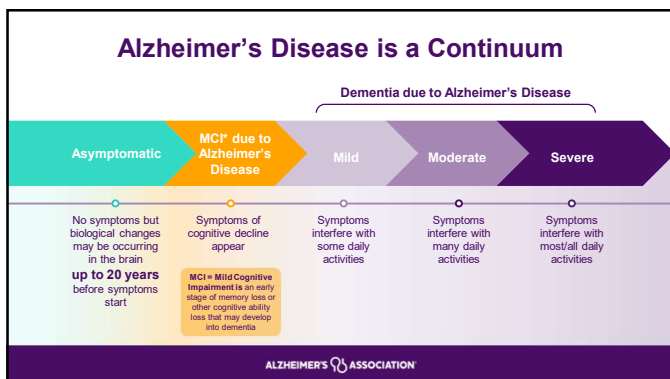 Alzheimer's Disease is a Continuum
Dementia due to Alzheimer's Disease
Asymptomatic
MCI* due to
Alzheimer's
Disease
Mild
Moderate
Severe
No symptoms but
biological changes
may be occurring
in the brain
up to 20 years
before symptoms
start
Symptoms of
cognitive decline
appear
MCI = Mild Cognitive
Impairment is an early
stage of memory loss or
other cognitive ability
loss that may develop
into dementia
Symptoms
interfere with
some daily
activities
Symptoms
interfere with
many daily
activities
Symptoms
interfere with
most/all daily
activities
ALZHEIMER'S ASSOCIATION